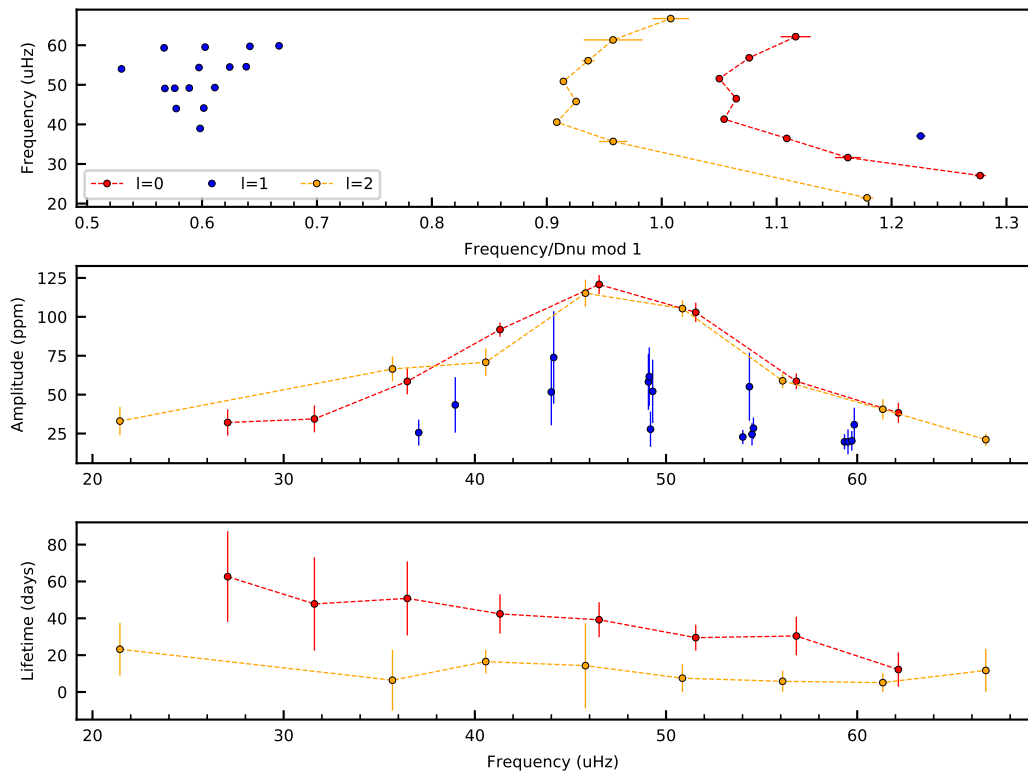 Frequency (uHz)
60
50
40
30
20
l=0 l=1 l=2
0.5 0.6 0.7 0.8 0.9 1.0 1.1 1.2 1.3
Frequency/Dnu mod 1
Amplitude (ppm)
125
100
75
50
25
20 30 40 50 60
Lifetime (days)
80
60
40
20
0
20 30 40 50 60
Frequency (uHz)